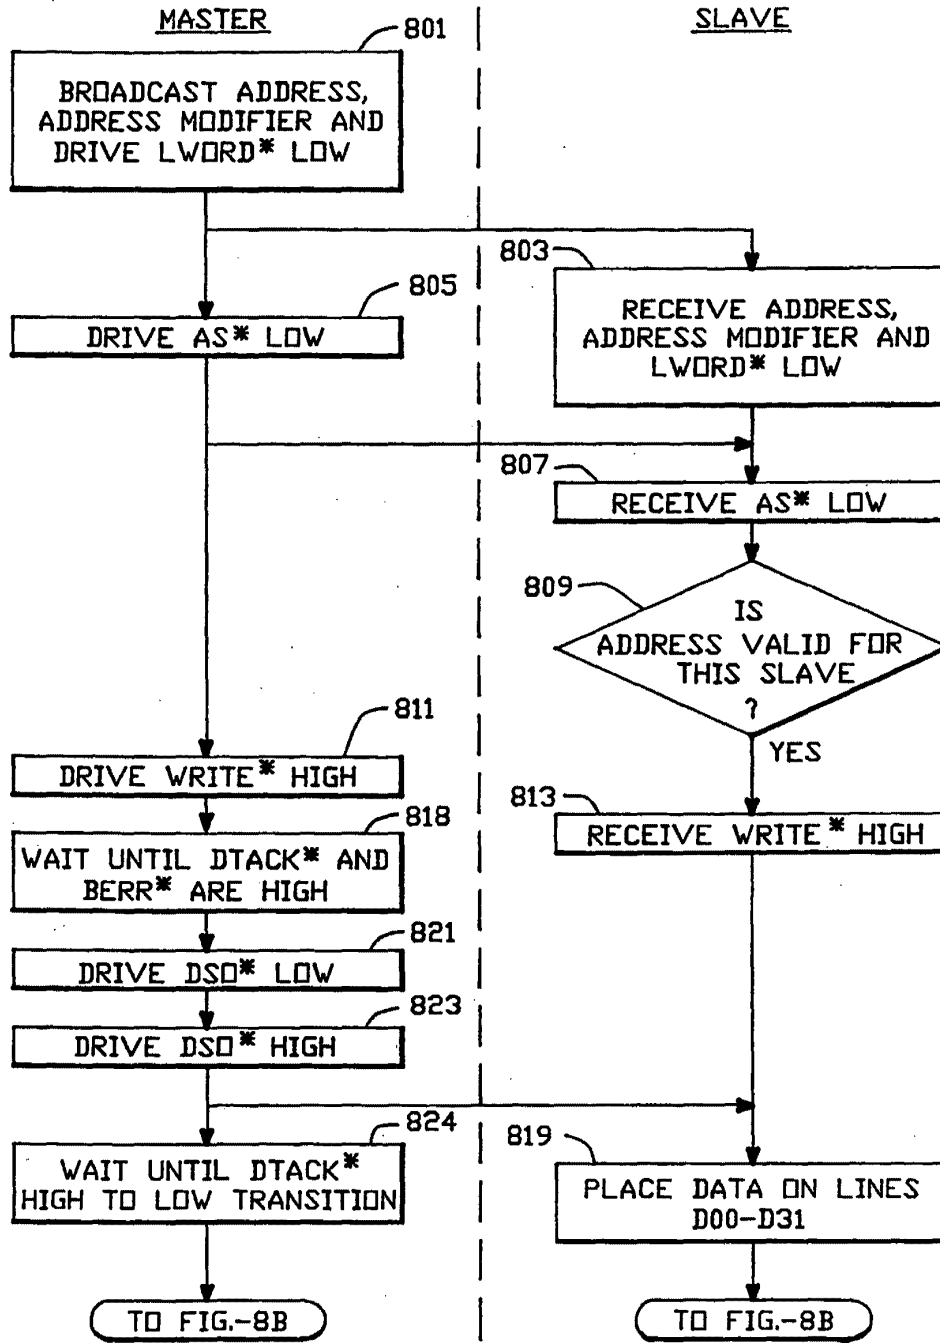 MASTER
SLAVE
801
BROADCAST ADDRESS,
ADDRESS MODIFIER AND
DRIVE LWORD* LOW
803
RECEIVE ADDRESS,
ADDRESS MODIFIER AND
LWORD* LOW
805
DRIVE AS* LOW
807
RECEIVE AS* LOW
809
IS
ADDRESS VALID FOR
THIS SLAVE
?
YES
811
DRIVE WRITE* HIGH
813
RECEIVE WRITE* HIGH
818
WAIT UNTIL DTACK* AND
BERR* ARE HIGH
821
DRIVE DSO* LOW
823
DRIVE DSO* HIGH
824
WAIT UNTIL DTACK*
HIGH TO LOW TRANSITION
819
PLACE DATA ON LINES
D00-D31
TO FIG.-8B
TO FIG.-8B